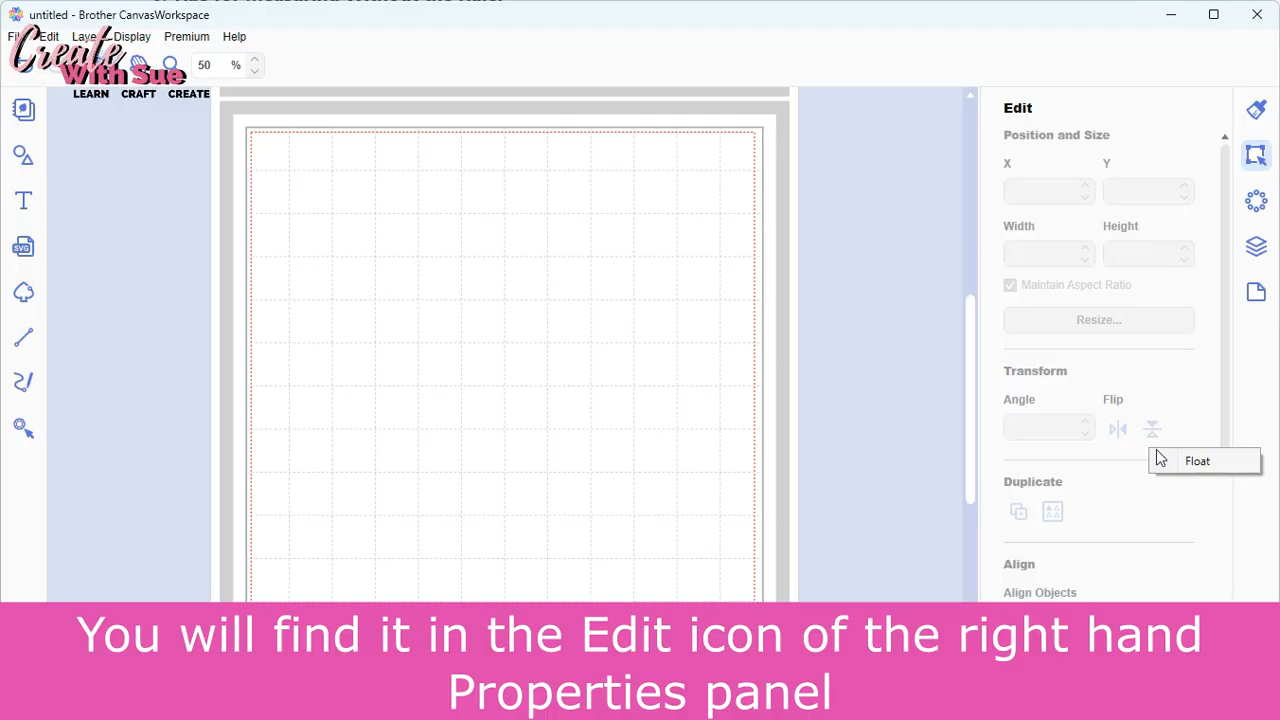 untitled - Brother CanvasWorkspace
Edit Display Premium Help
Create
With Sue
LEARN CRAFT CREATE
50 %
SVG
Edit
Position and Size
X Y
Width Height
Maintain Aspect Ratio
Resize...
Transform
Angle Flip
Float
Duplicate
Align
Align Objects
You will find it in the Edit icon of the right hand
Properties panel